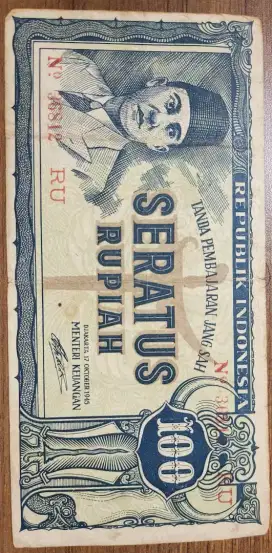 REPUBLIK INDONESIA
TANDA PEMBAJARAN JANG SAH
RU
SERATUS
RUPIAH
DJAKARTA, 17 OKTOBER 1945
MENTERI KEUANGAN
100